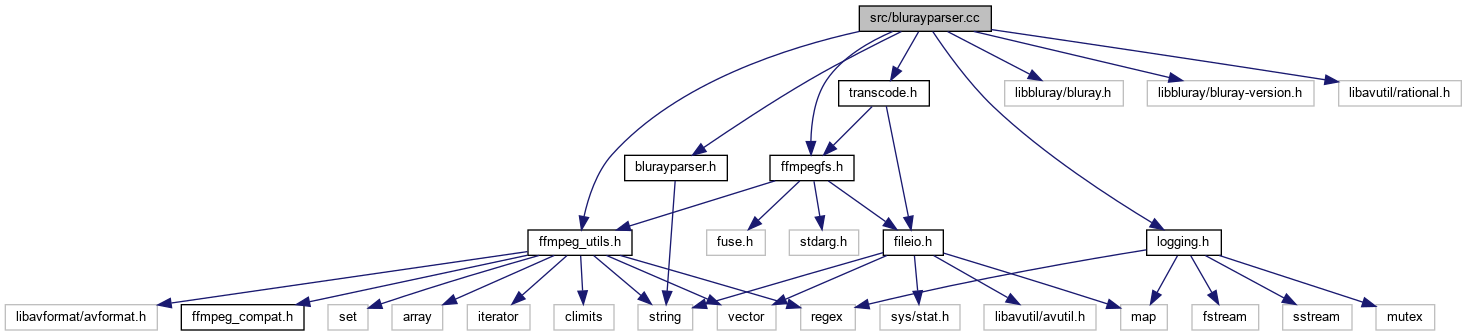 src/blurayparser.cc
transcode.h
libbluray/bluray.h
libbluray/bluray-version.h
libavutil/rational.h
blurayparser.h
ffmpegfs.h
ffmpeg_utils.h
fuse.h
stdarg.h
fileio.h
logging.h
libavformat/avformat.h
ffmpeg_compat.h
set
array
iterator
climits
string
vector
regex
sys/stat.h
libavutil/avutil.h
map
fstream
sstream
mutex